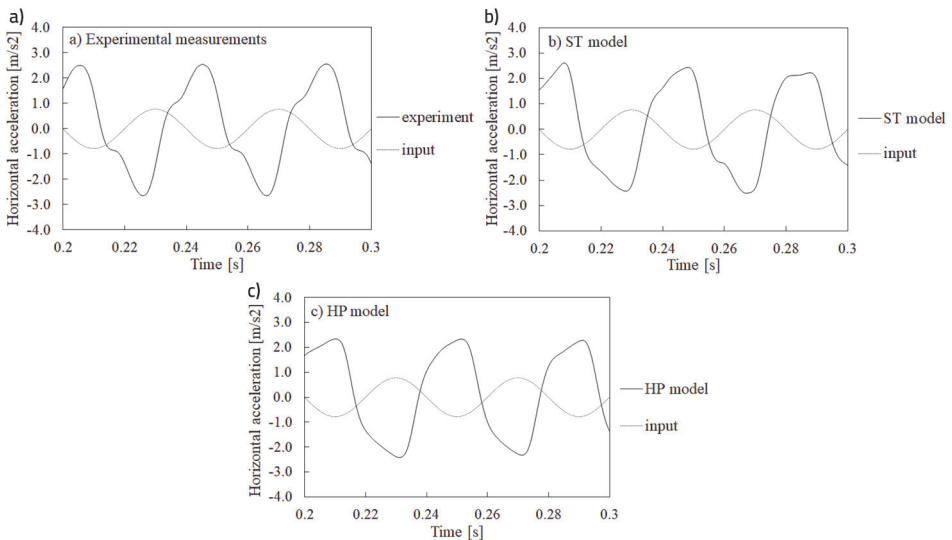 a)
a) Experimental measurements
Horizontal acceleration [m/s2]
4.0
3.0
2.0
1.0
0.0
-1.0
-2.0
-3.0
-4.0
0.2 0.22 0.24 0.26 0.28 0.3
Time [s]
experiment
input
b)
b) ST model
Horizontal acceleration [m/s2]
4.0
3.0
2.0
1.0
0.0
-1.0
-2.0
-3.0
-4.0
0.2 0.22 0.24 0.26 0.28 0.3
Time [s]
ST model
input
c)
c) HP model
Horizontal acceleration [m/s2]
4.0
3.0
2.0
1.0
0.0
-1.0
-2.0
-3.0
-4.0
0.2 0.22 0.24 0.26 0.28 0.3
Time [s]
HP model
input